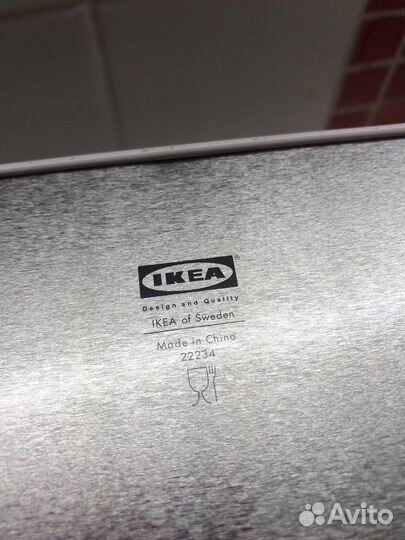 IKEA®
Design and Quality
IKEA of Sweden
Made in China
22234
Avito